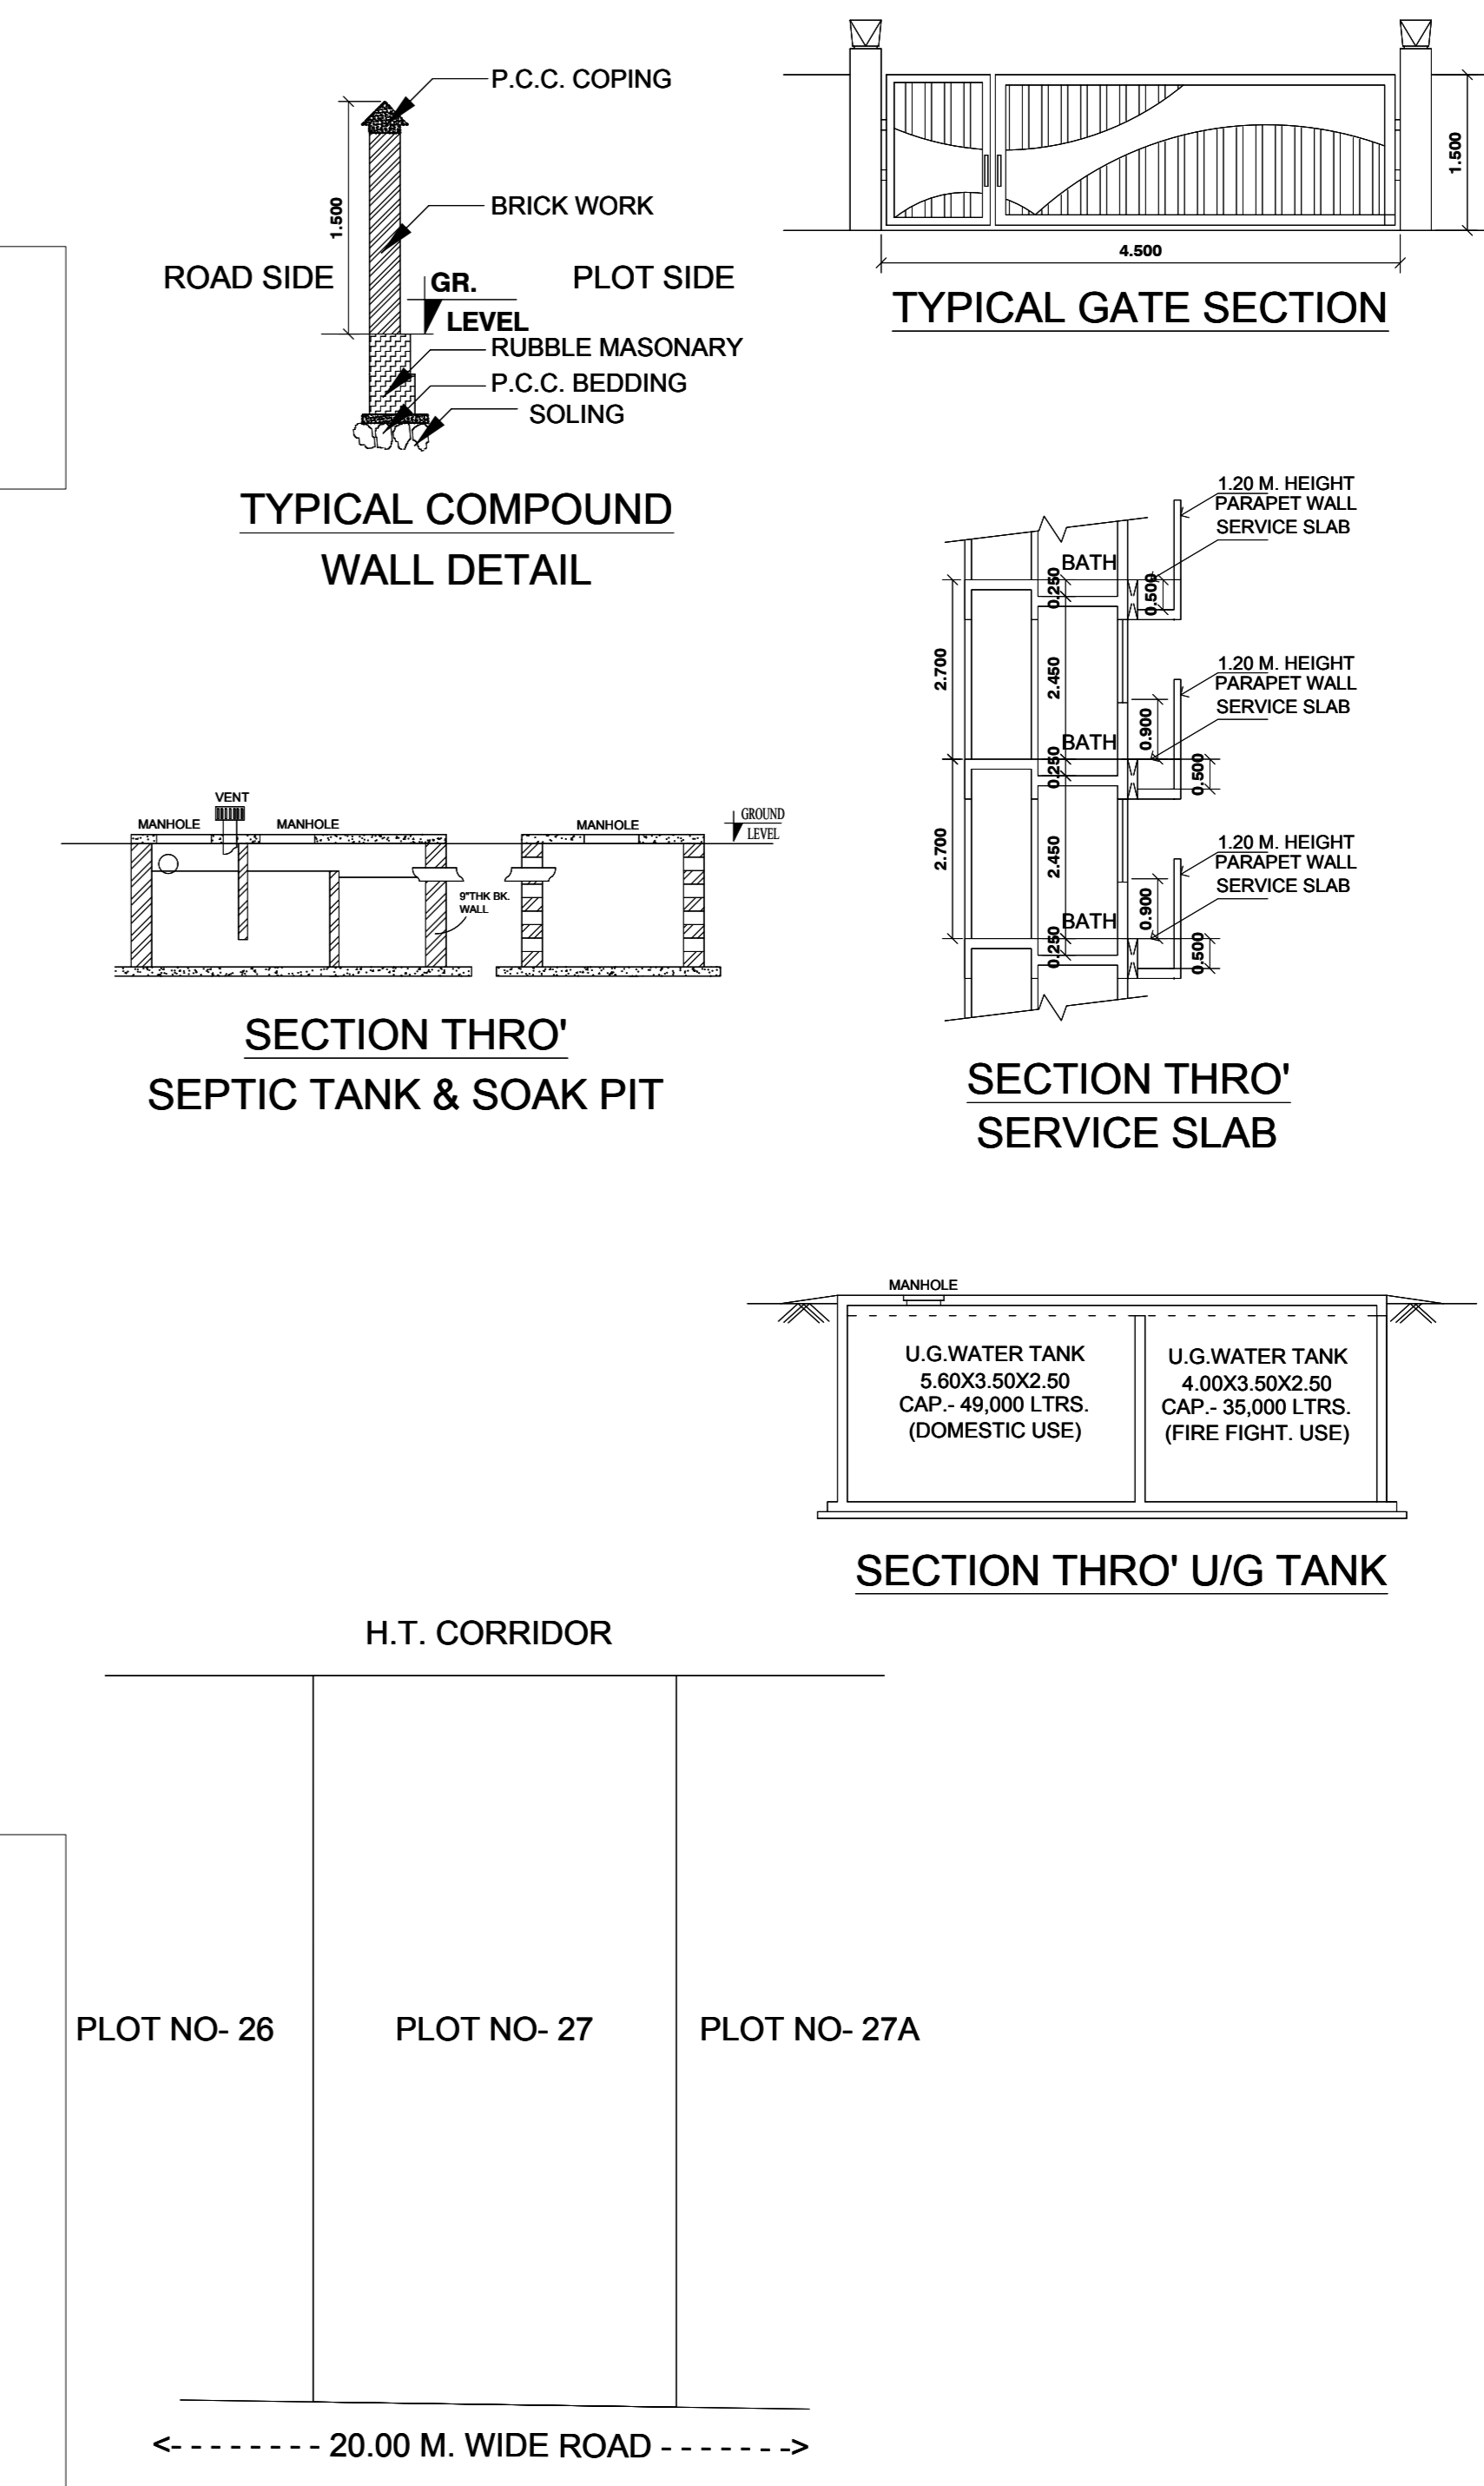 P.C.C. COPING
1.500
BRICK WORK
ROAD SIDE
GR.
LEVEL
PLOT SIDE
RUBBLE MASONARY
P.C.C. BEDDING
SOLING
TYPICAL COMPOUND
WALL DETAIL
1.500
4.500
TYPICAL GATE SECTION
1.20 M. HEIGHT
PARAPET WALL
SERVICE SLAB
BATH
0.250
0.500
2.700
2.450
1.20 M. HEIGHT
PARAPET WALL
SERVICE SLAB
0.900
BATH
0.250
0.500
2.700
2.450
1.20 M. HEIGHT
PARAPET WALL
SERVICE SLAB
0.900
BATH
0.250
0.500
SECTION THRO'
SERVICE SLAB
VENT
MANHOLE
MANHOLE
MANHOLE
GROUND
LEVEL
9"THK BK.
WALL
SECTION THRO'
SEPTIC TANK & SOAK PIT
MANHOLE
U.G.WATER TANK
5.60X3.50X2.50
CAP.- 49,000 LTRS.
(DOMESTIC USE)
U.G.WATER TANK
4.00X3.50X2.50
CAP.- 35,000 LTRS.
(FIRE FIGHT. USE)
SECTION THRO' U/G TANK
H.T. CORRIDOR
PLOT NO- 26
PLOT NO- 27
PLOT NO- 27A
<- - - - - - - - 20.00 M. WIDE ROAD - - - - - - ->